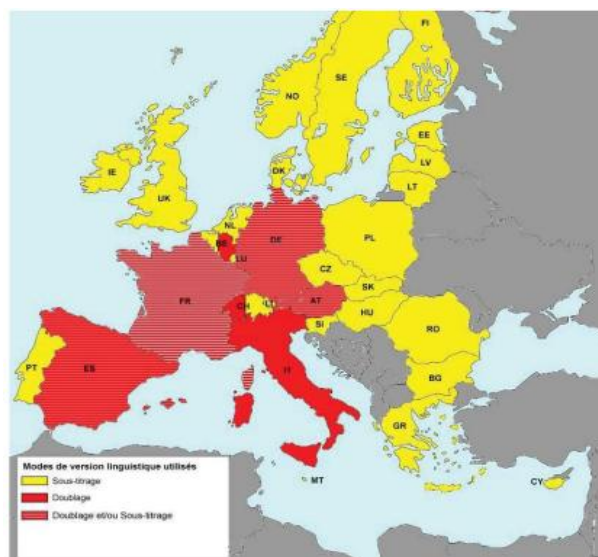 FI
SE
NO
EE
LV
DK
LT
IE
UK
NL
BE
DE
PL
LU
CZ
SK
FR
AT
HU
CH
LI
SI
RO
PT
ES
IT
BG
GR
MT
CY
Modes de version linguistique utilisés
Sous-titrage
Doublage
Doublage et/ou Sous-titrage